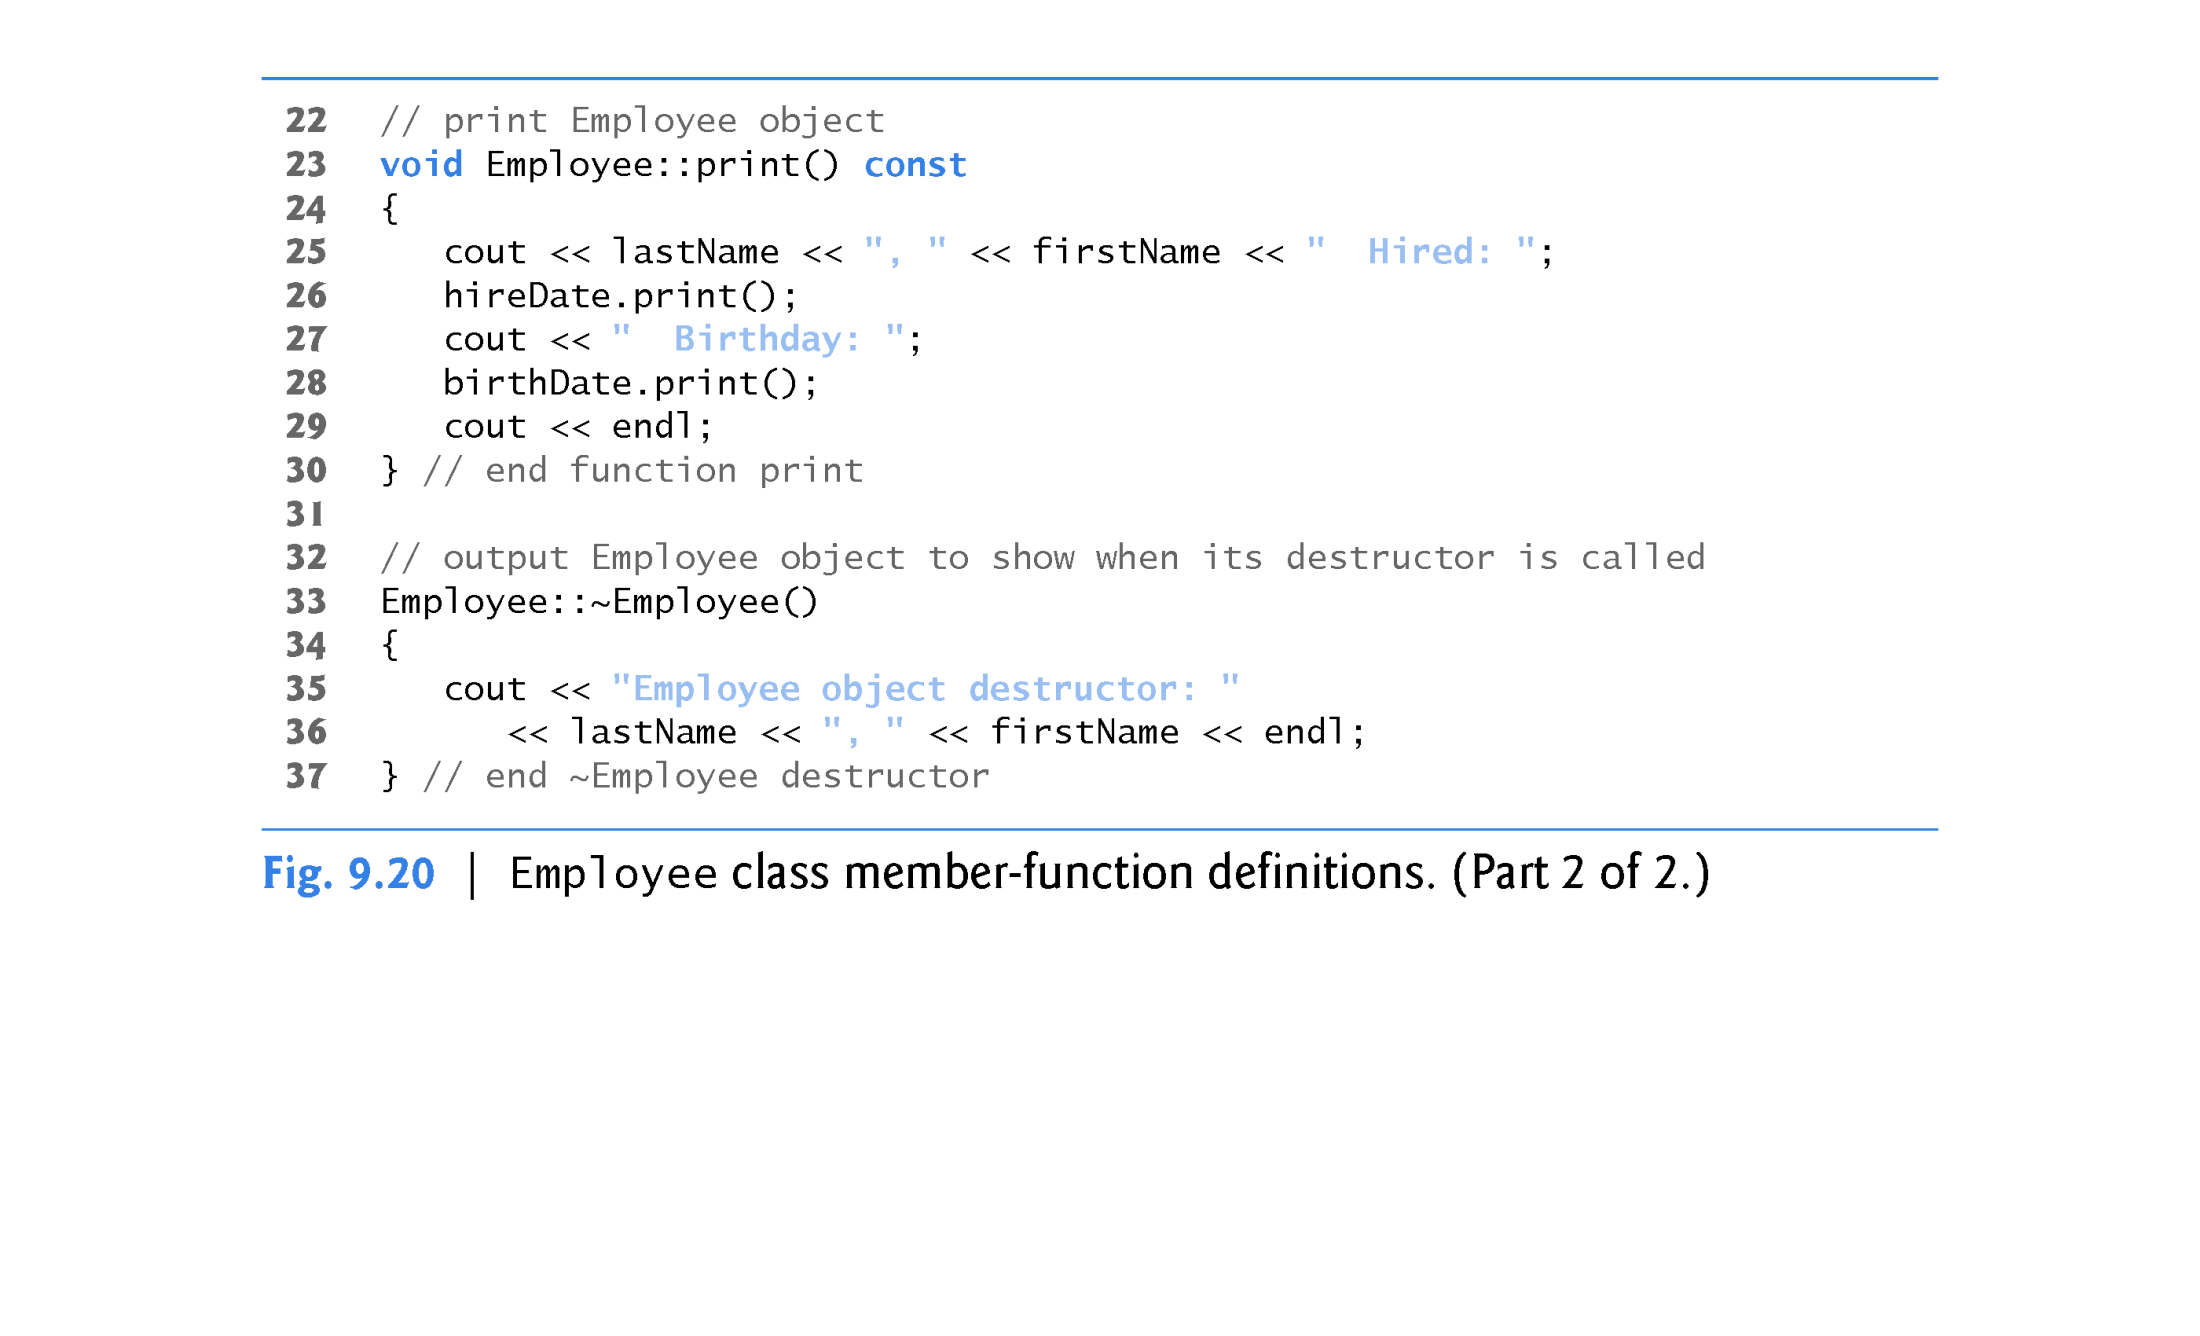 22 // print Employee object
23 void Employee::print() const
24 {
25    cout << lastName << ", " << firstName << "  Hired: ";
26    hireDate.print();
27    cout << "  Birthday: ";
28    birthDate.print();
29    cout << endl;
30 } // end function print
31
32 // output Employee object to show when its destructor is called
33 Employee::~Employee()
34 {
35    cout << "Employee object destructor: "
36       << lastName << ", " << firstName << endl;
37 } // end ~Employee destructor
Fig. 9.20 | Employee class member-function definitions. (Part 2 of 2.)